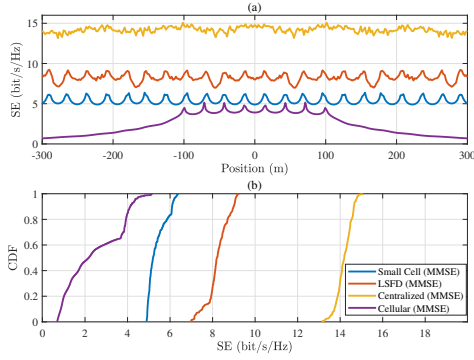 (a)
15
10
5
0
SE (bit/s/Hz)
-300 -200 -100 0 100 200 300
Position (m)
(b)
1
0.8
0.6
0.4
0.2
0
CDF
0 2 4 6 8 10 12 14 16 18
SE (bit/s/Hz)
Small Cell (MMSE)
LSFD (MMSE)
Centralized (MMSE)
Cellular (MMSE)